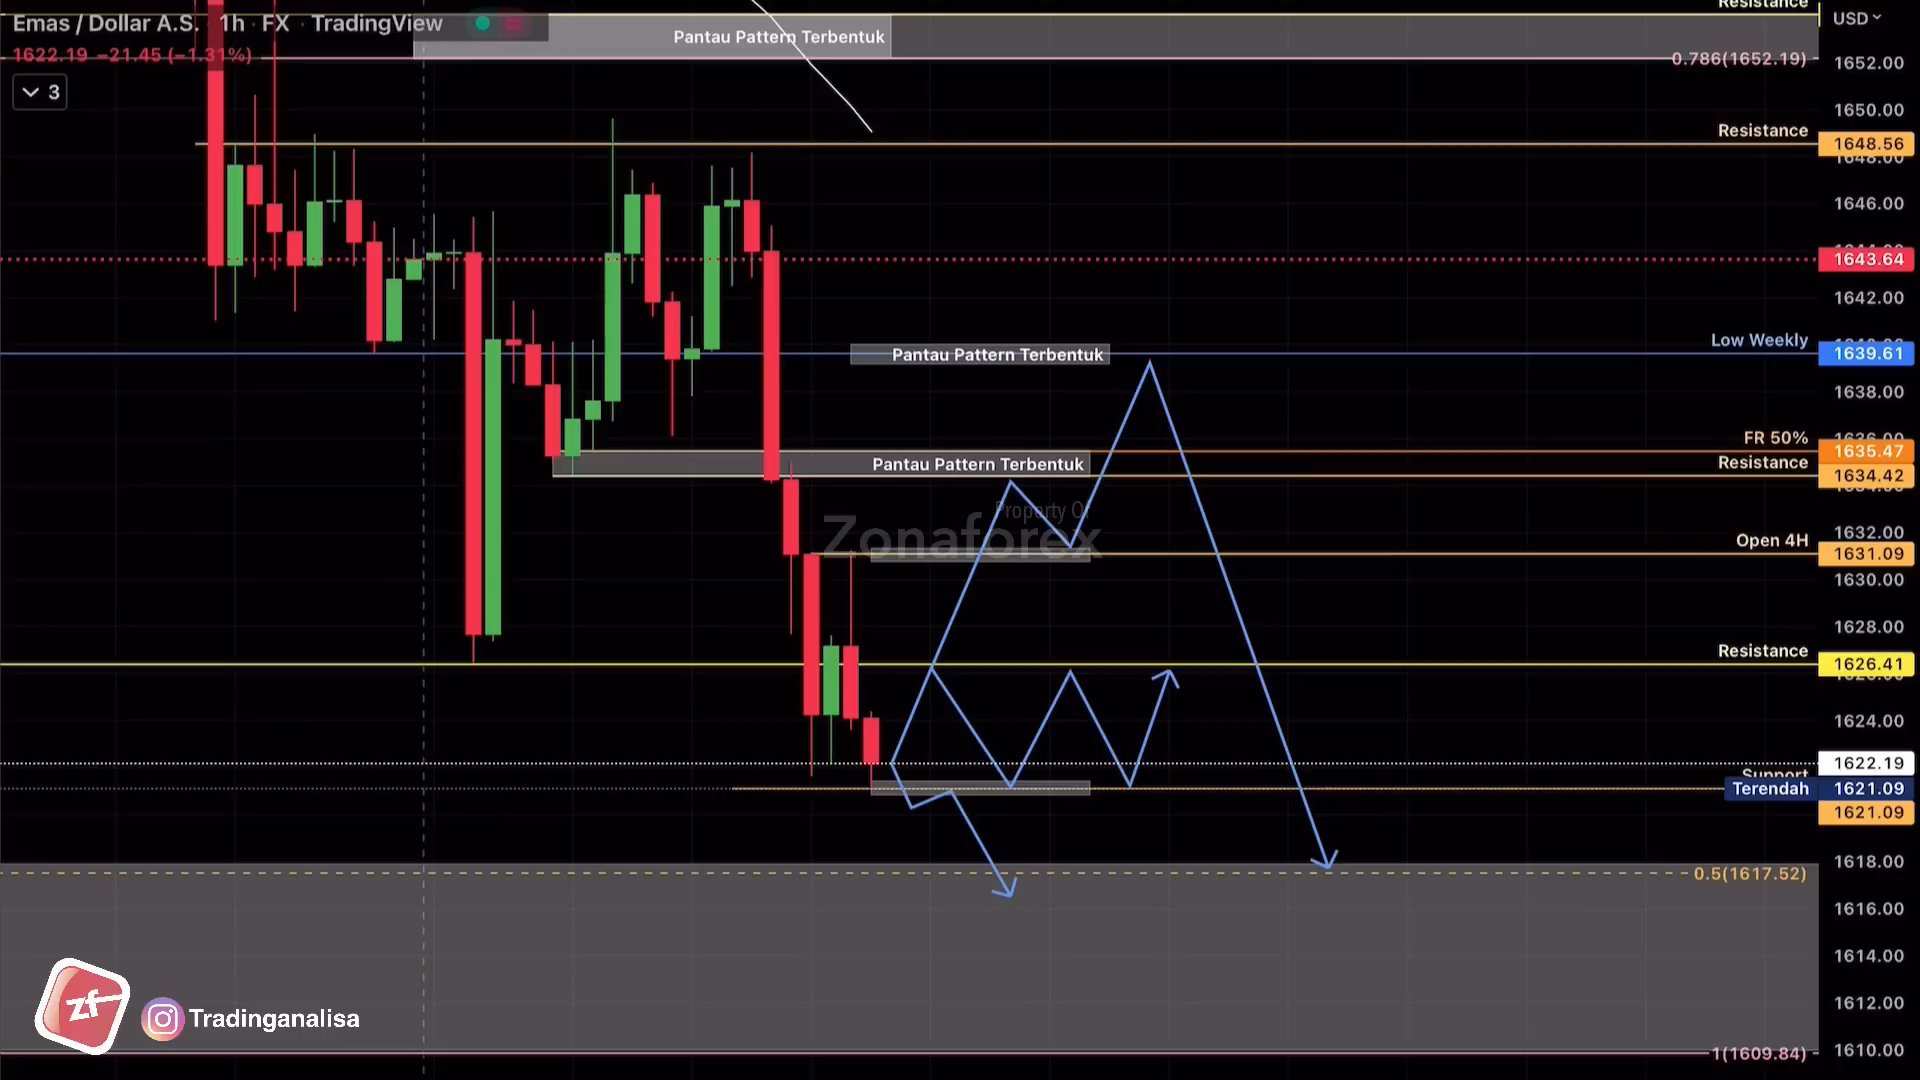 Emas / Dollar A.S. · 1h · FX · TradingView
1622.19 −21.45 (−1.31%)
3
Pantau Pattern Terbentuk
Resistance
USD
0.786(1652.19)
1652.00
1650.00
Resistance
1648.56
1648.00
1646.00
1643.64
1642.00
Low Weekly
1639.61
Pantau Pattern Terbentuk
1638.00
FR 50%
1635.47
Pantau Pattern Terbentuk
Resistance
1634.42
Property Of
Zonaforex
1632.00
Open 4H
1631.09
1630.00
1628.00
Resistance
1626.41
1624.00
1622.19
Support
Terendah
1621.09
1621.09
1618.00
0.5(1617.52)
1616.00
1614.00
1612.00
1610.00
1(1609.84)
zf
Tradinganalisa